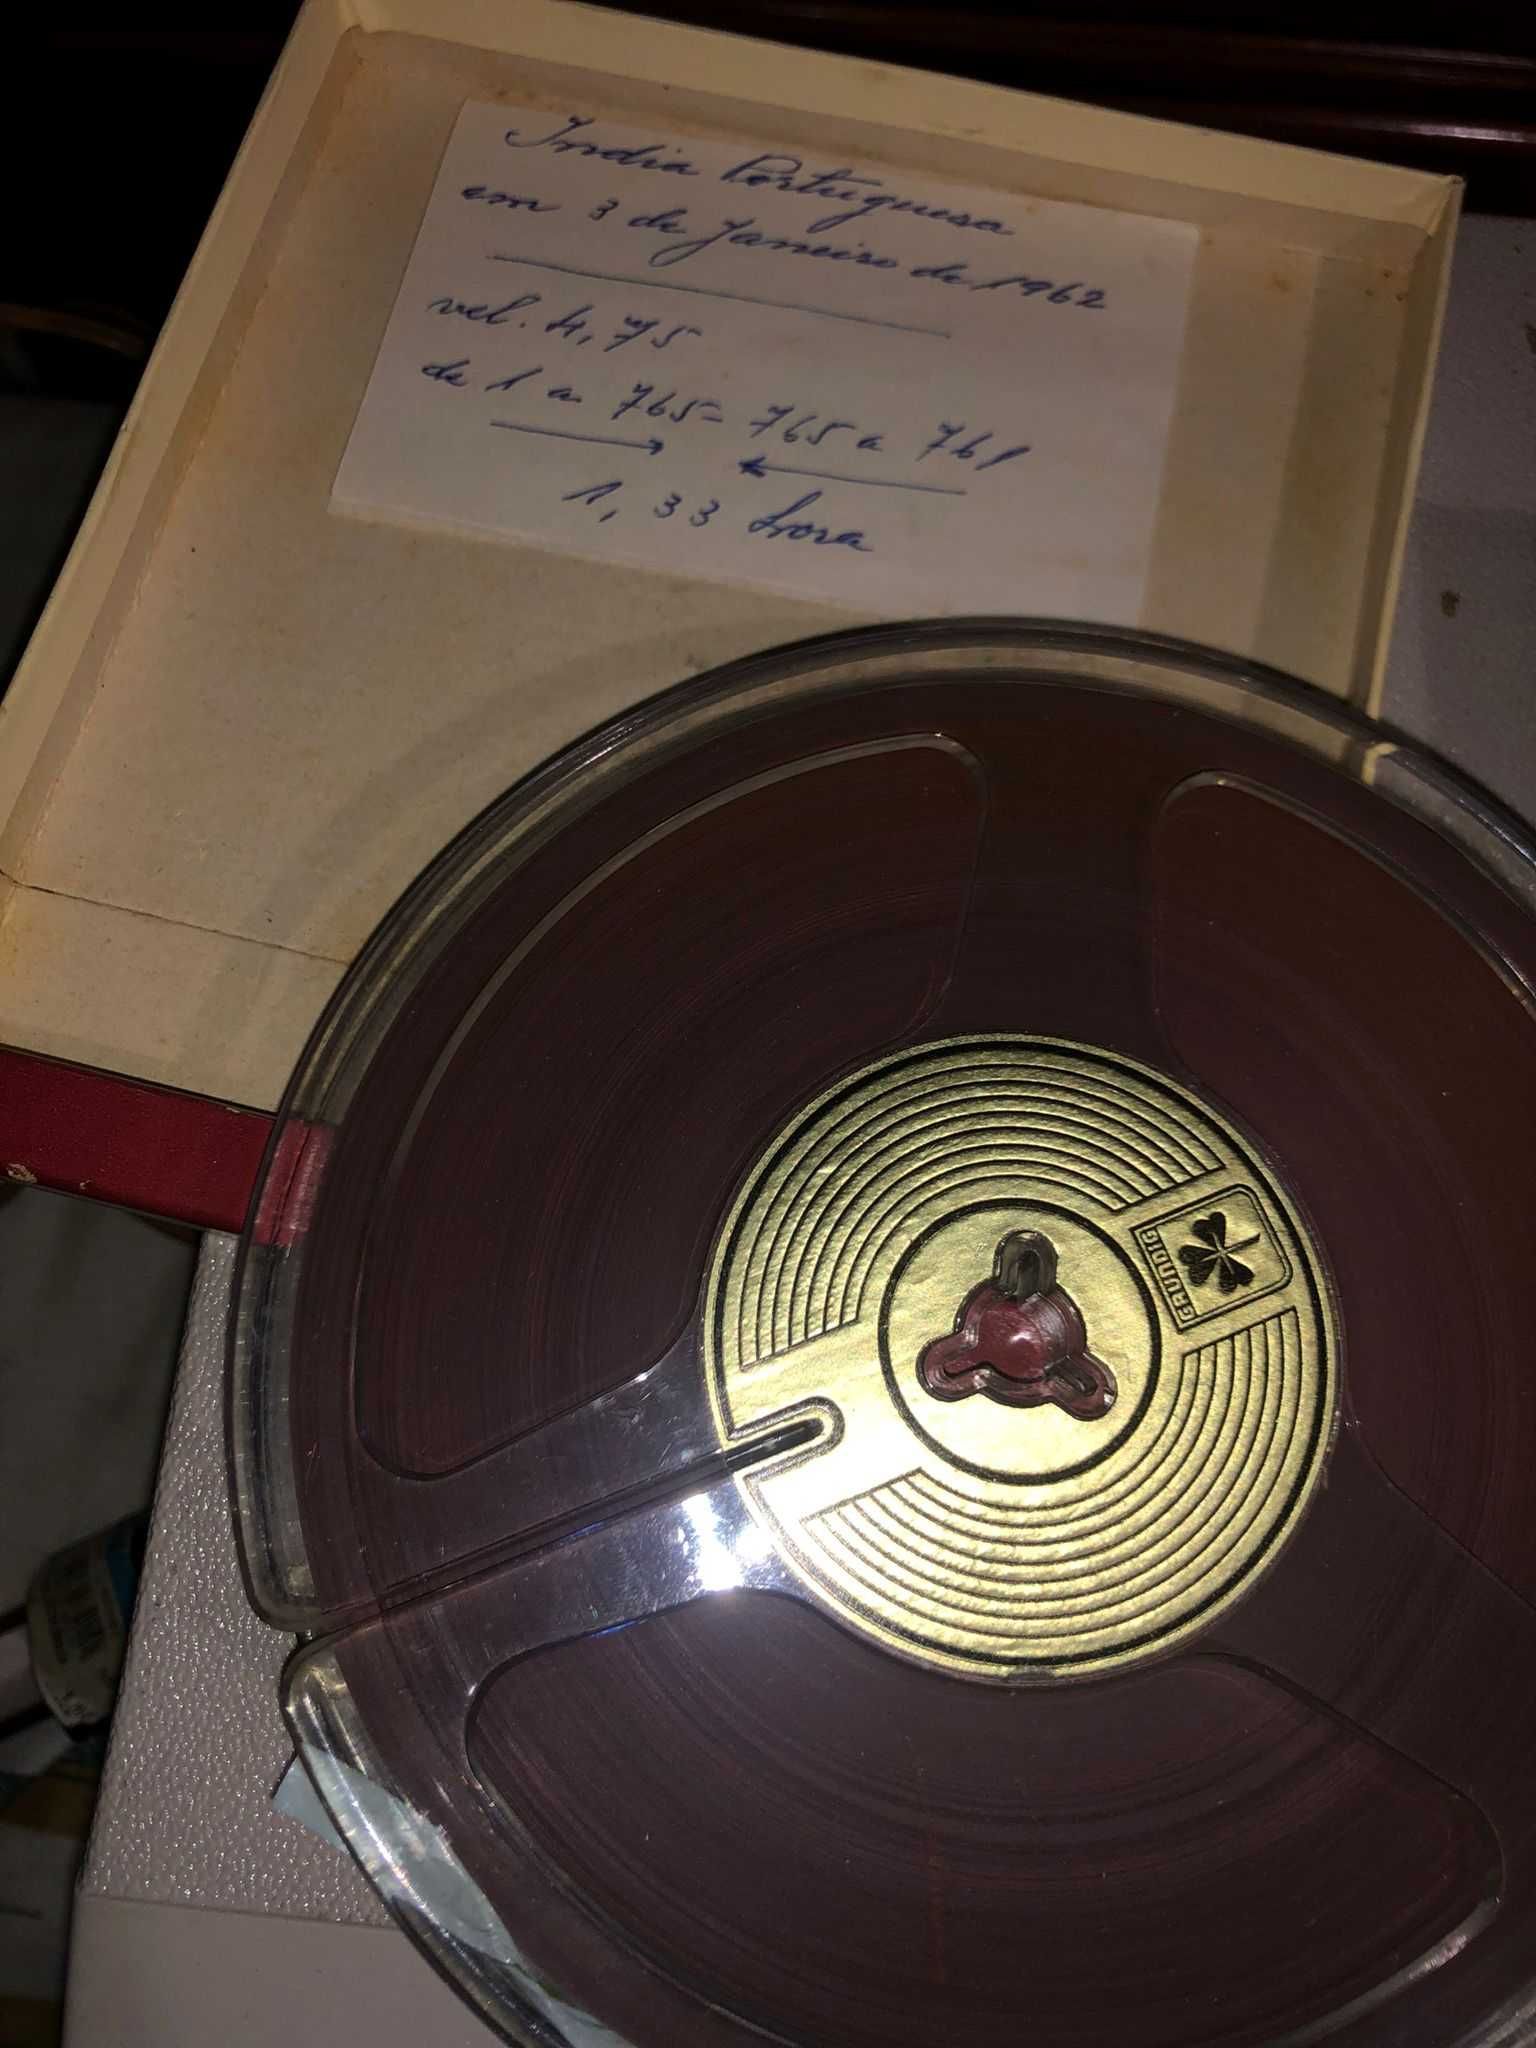 India Portuguesa
em 3 de Janeiro de 1962
vel. 4,75
de 1 a 765 = 765 a 761
1,33 hora
GRUNDIG